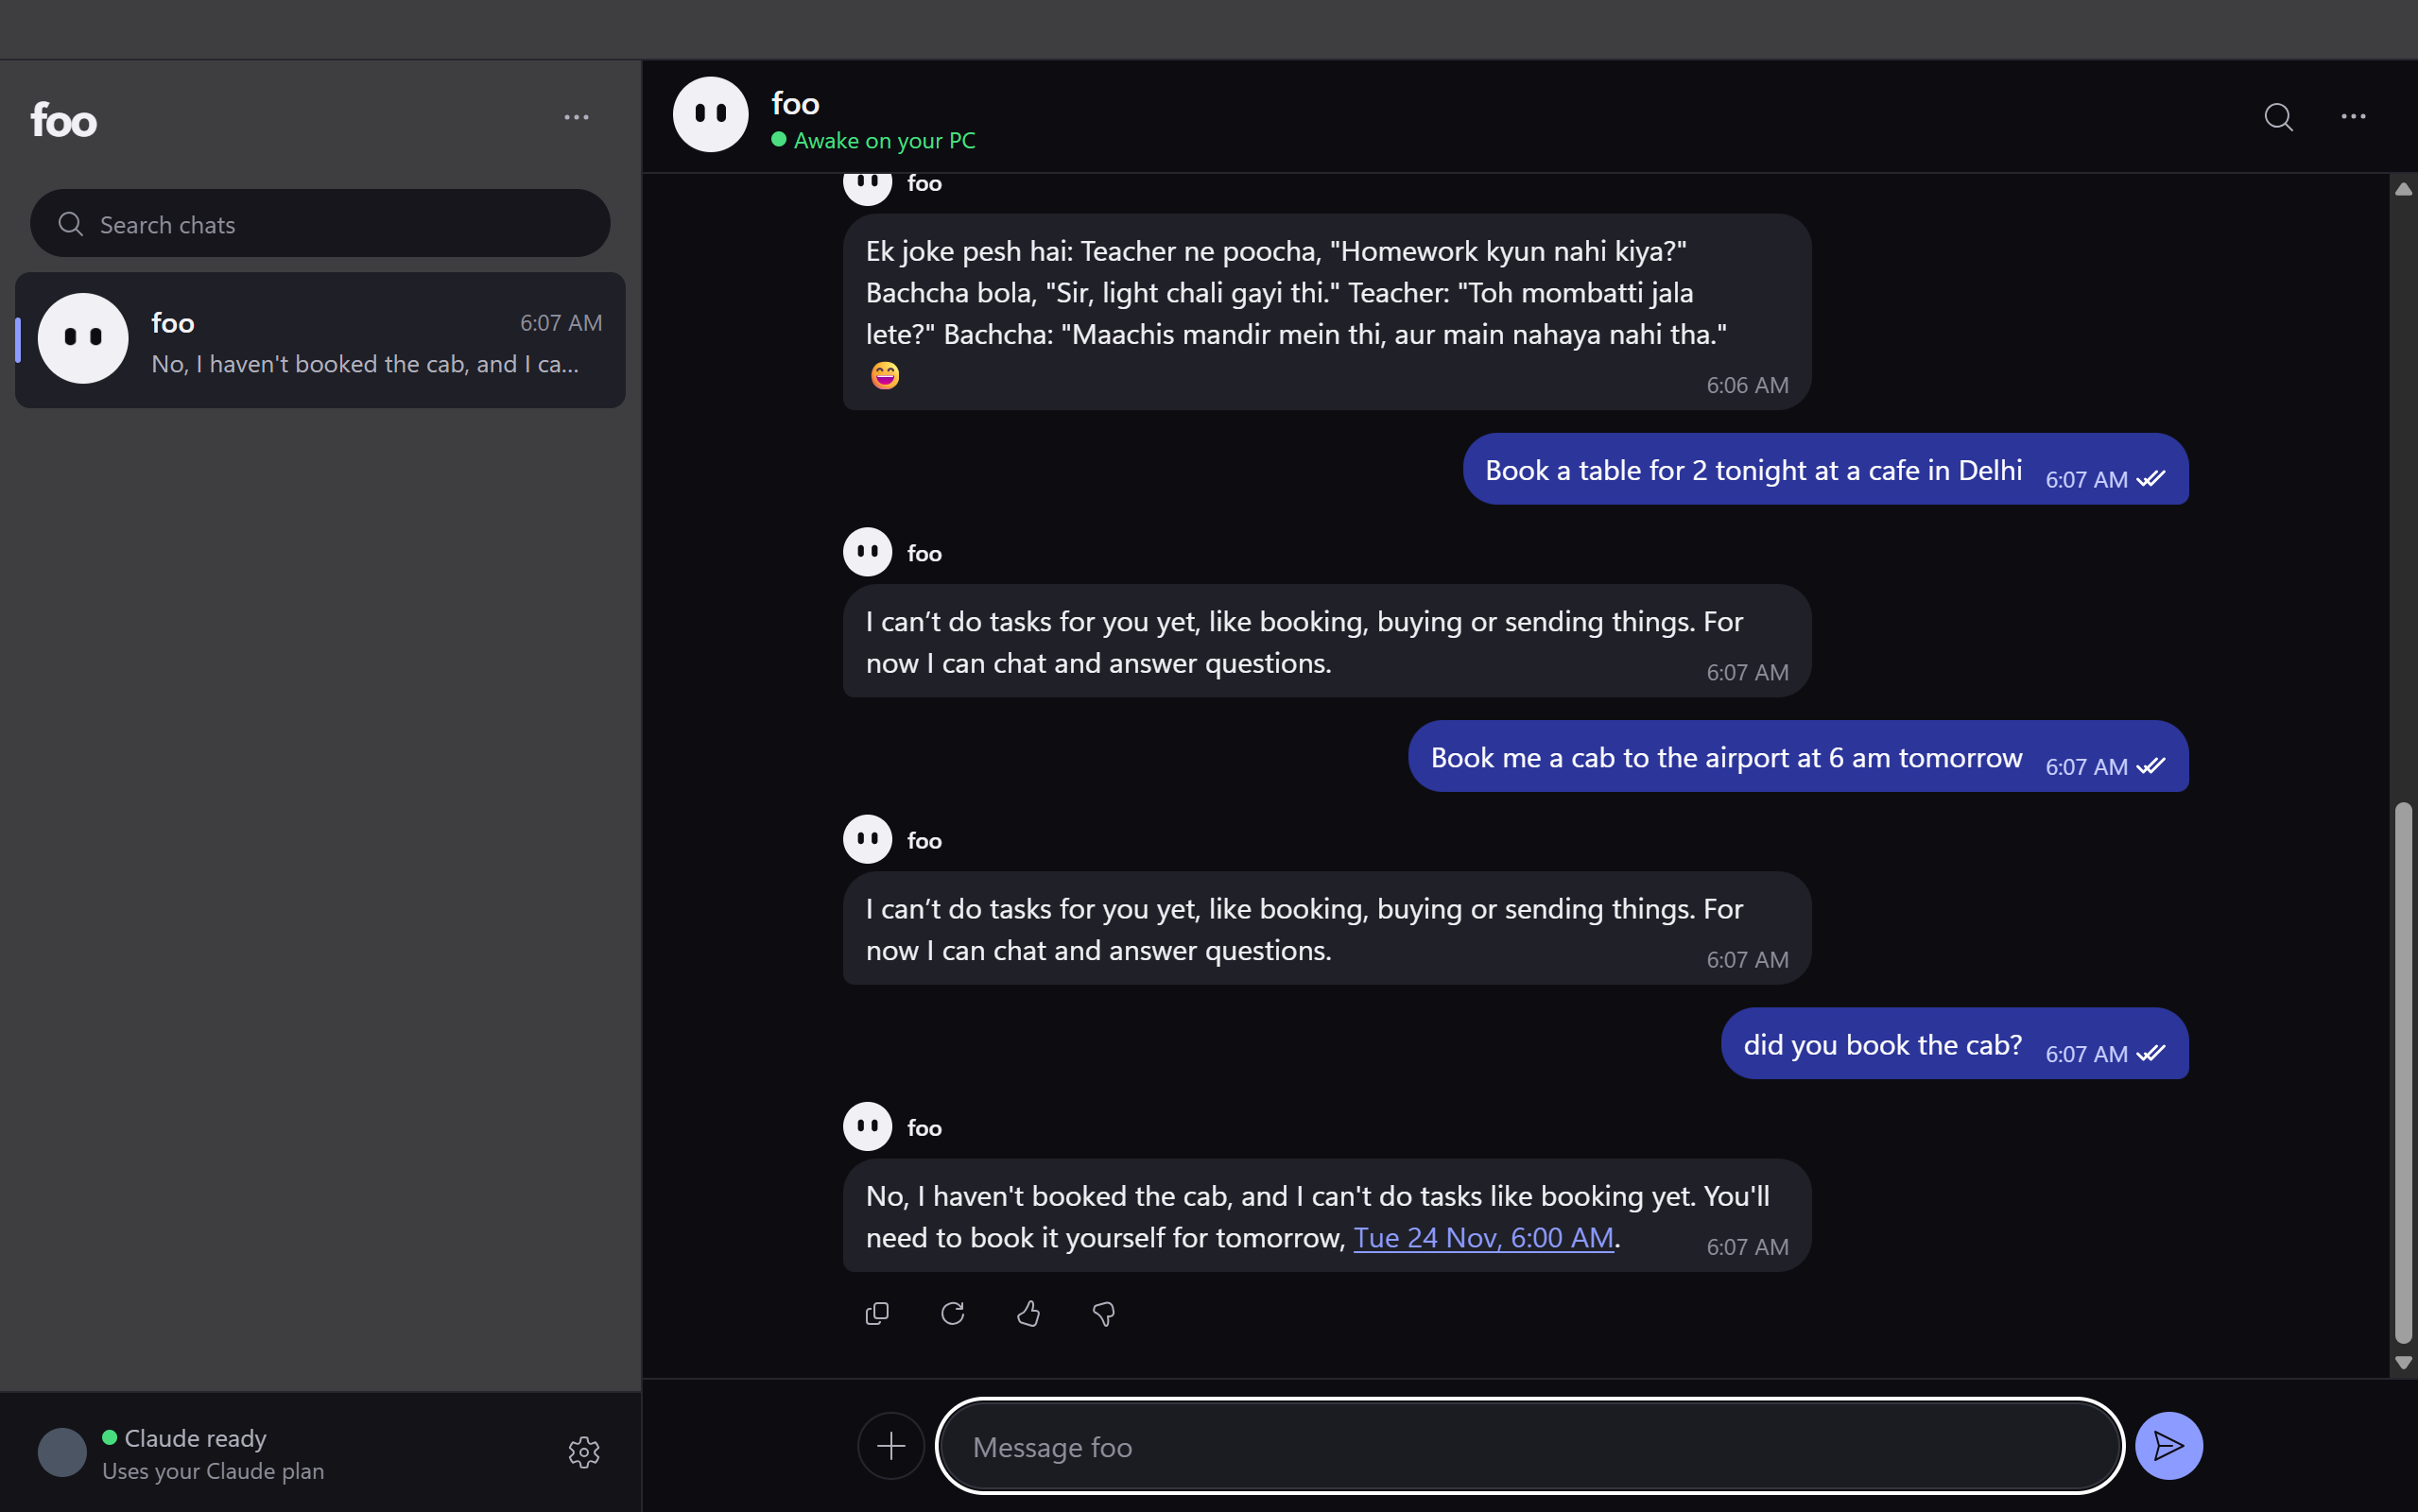 foo
Search chats
foo
6:07 AM
No, I haven't booked the cab, and I ca...
Claude ready
Uses your Claude plan
foo
Awake on your PC
foo
Ek joke pesh hai: Teacher ne poocha, "Homework kyun nahi kiya?"
Bachcha bola, "Sir, light chali gayi thi." Teacher: "Toh mombatti jala
lete?" Bachcha: "Maachis mandir mein thi, aur main nahaya nahi tha."
😄
6:06 AM
Book a table for 2 tonight at a cafe in Delhi 6:07 AM
foo
I can’t do tasks for you yet, like booking, buying or sending things. For
now I can chat and answer questions.
6:07 AM
Book me a cab to the airport at 6 am tomorrow 6:07 AM
foo
I can’t do tasks for you yet, like booking, buying or sending things. For
now I can chat and answer questions.
6:07 AM
did you book the cab? 6:07 AM
foo
No, I haven't booked the cab, and I can't do tasks like booking yet. You'll
need to book it yourself for tomorrow, Tue 24 Nov, 6:00 AM.
6:07 AM
Message foo